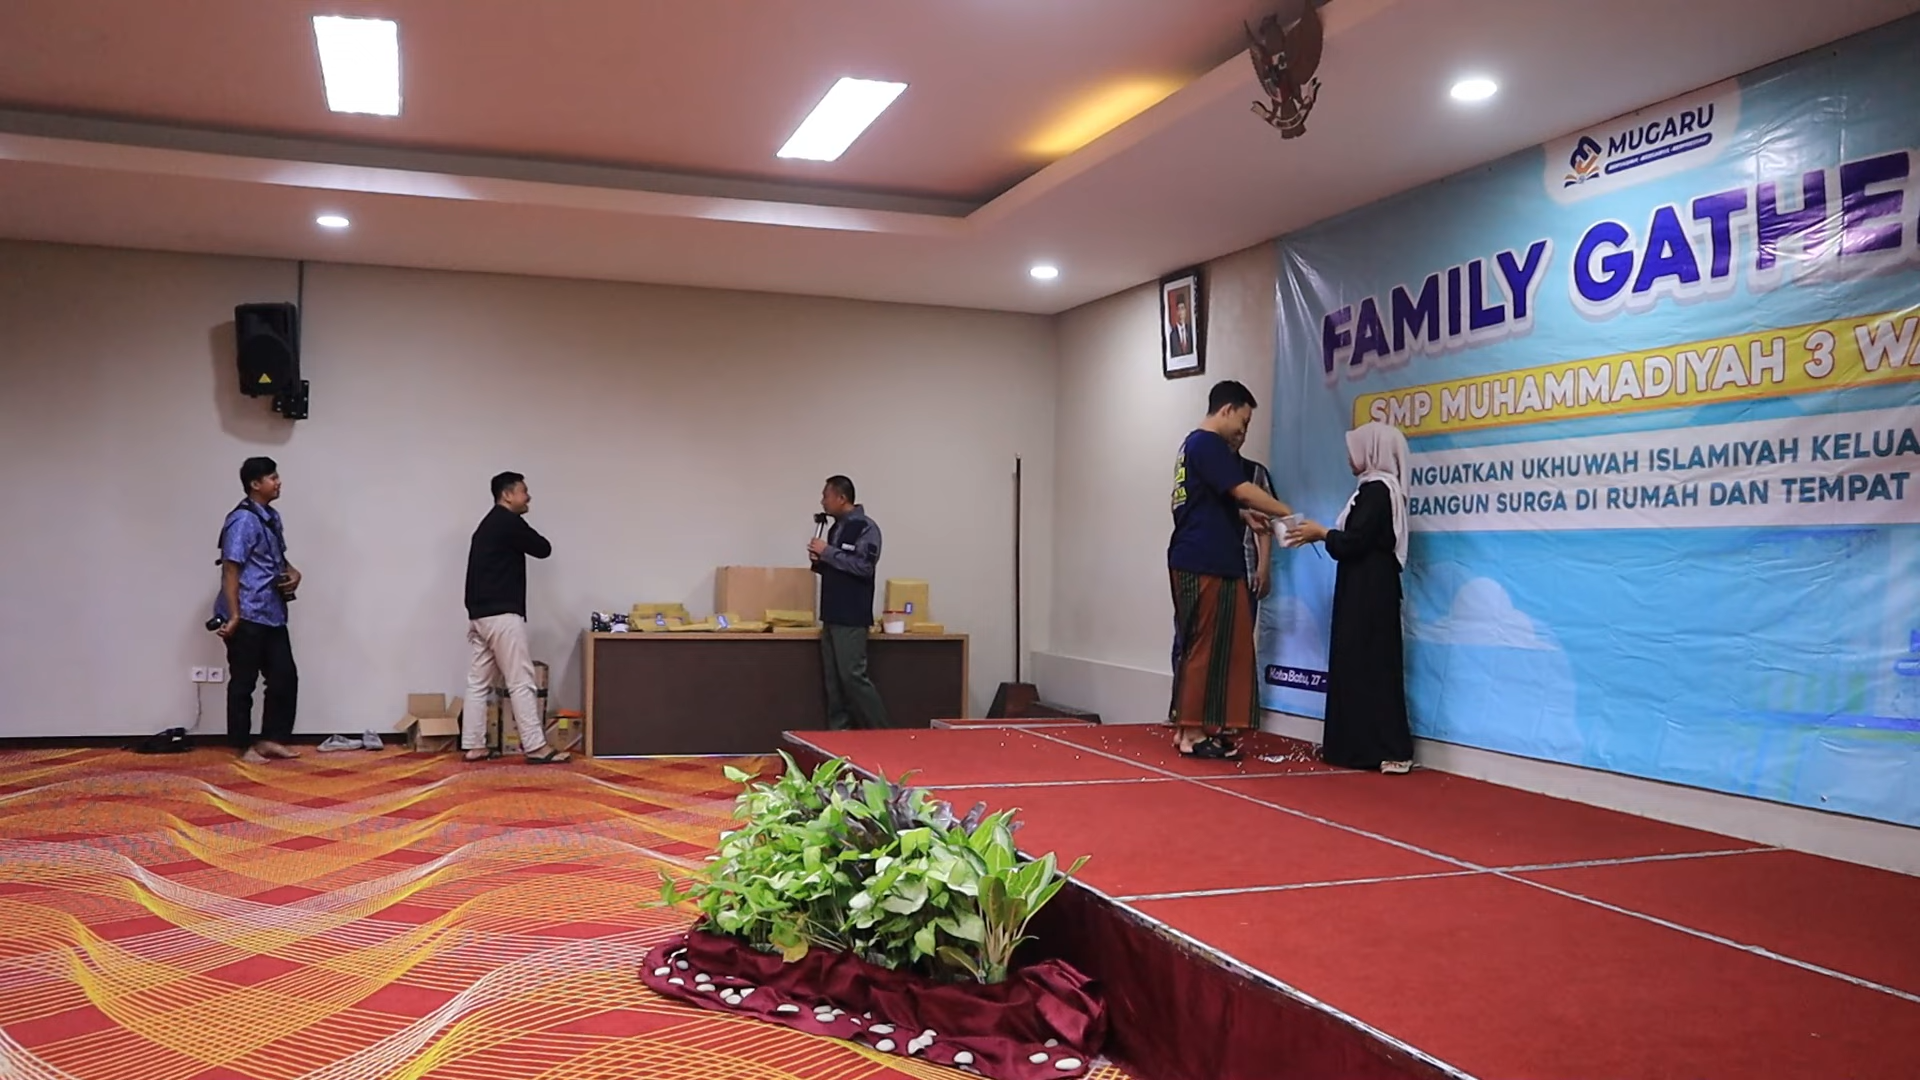 MUGARU
FAMILY GATHE
SMP MUHAMMADIYAH 3 WA
NGUATKAN UKHUWAH ISLAMIYAH KELUA
BANGUN SURGA DI RUMAH DAN TEMPAT
Kota Batu, 27 -